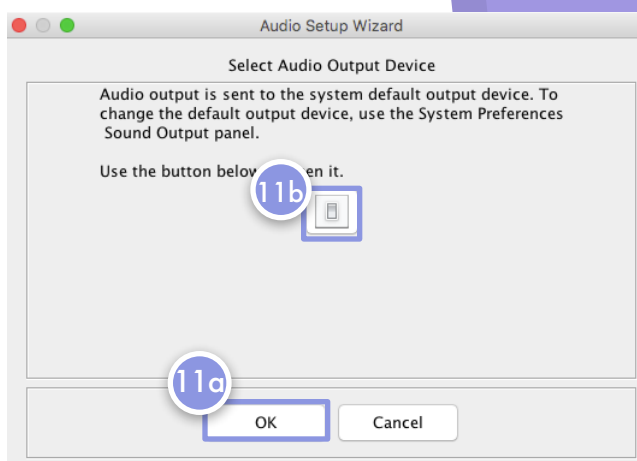 Audio Setup Wizard
Select Audio Output Device
Audio output is sent to the system default output device. To
change the default output device, use the System Preferences
Sound Output panel.
Use the button below en it.
11b
11a
OK Cancel